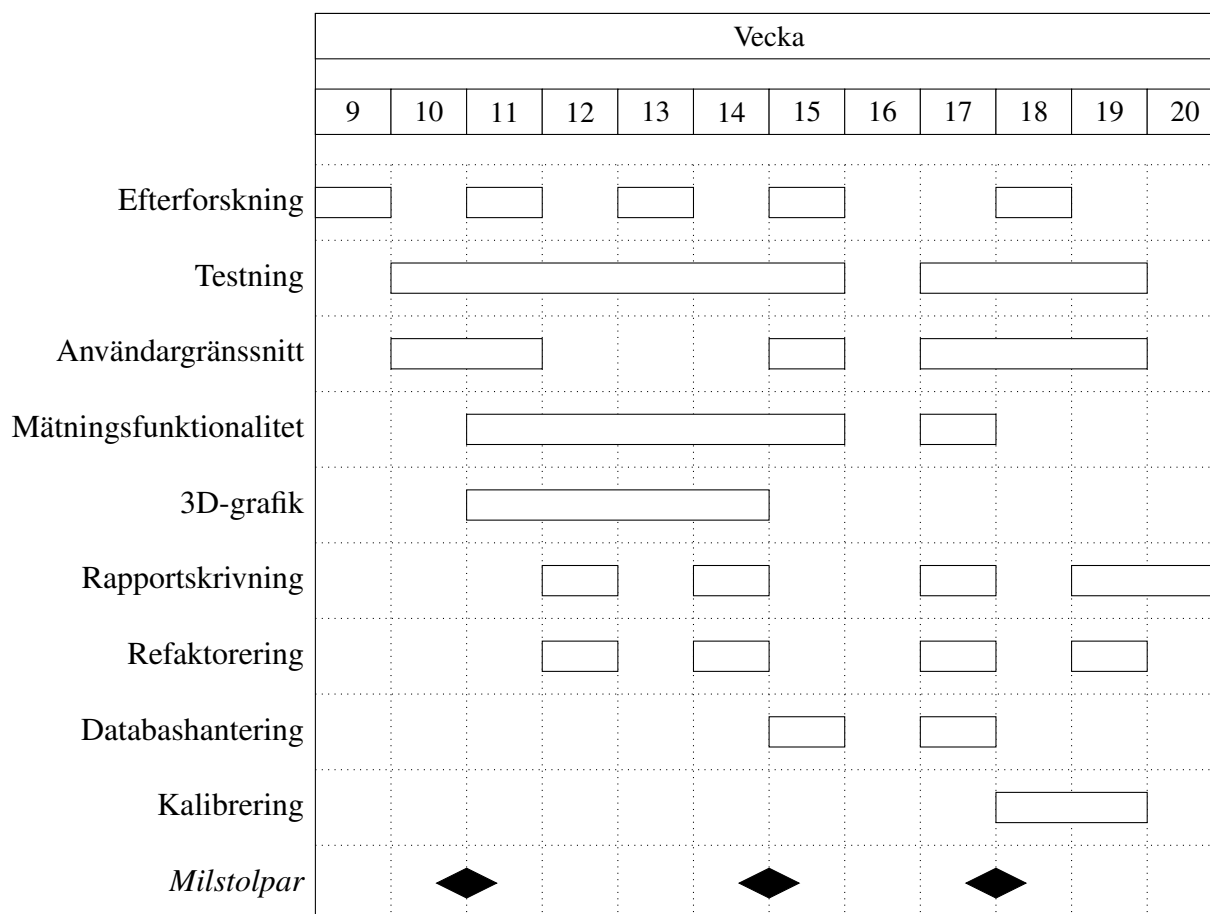 Vecka
9 10 11 12 13 14 15 16 17 18 19 20
Efterforskning
Testning
Användargränssnitt
Mätningsfunktionalitet
3D-grafik
Rapportskrivning
Refaktorering
Databashantering
Kalibrering
Milstolpar